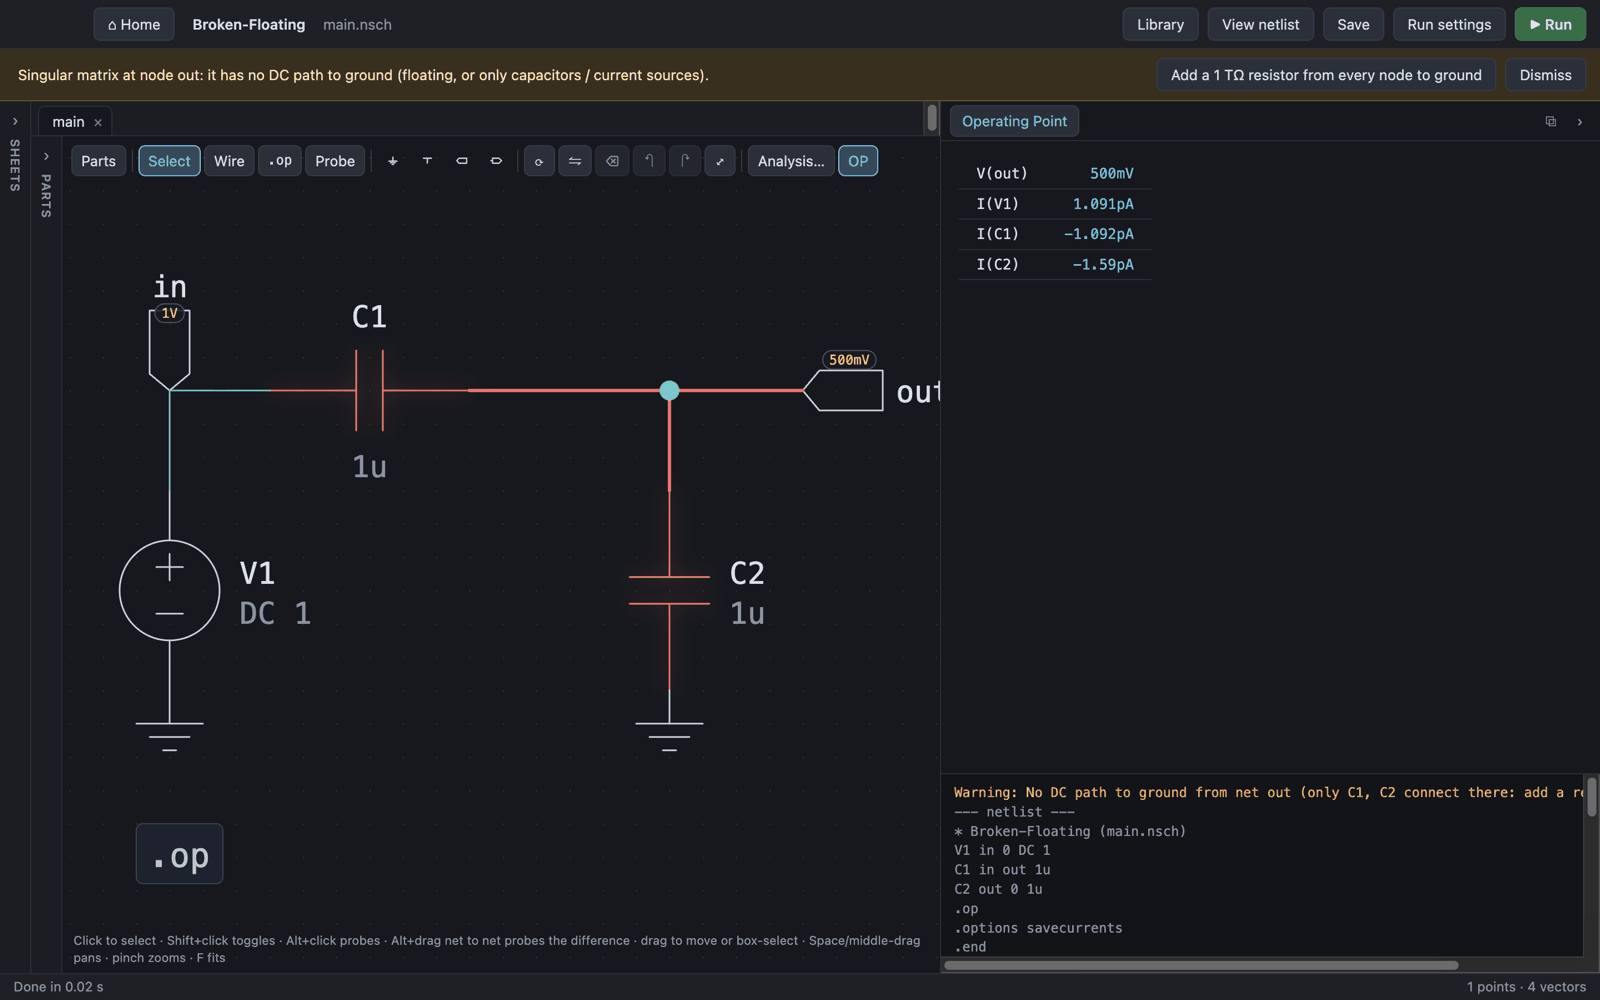 ⌂ Home
Broken-Floating
main.nsch
Library
View netlist
Save
Run settings
▶ Run
Singular matrix at node out: it has no DC path to ground (floating, or only capacitors / current sources).
Add a 1 TΩ resistor from every node to ground
Dismiss
SHEETS
main ×
PARTS
Parts
Select
Wire
.op
Probe
Analysis...
OP
in
1V
C1
1u
500mV
out
V1
DC 1
C2
1u
.op
Click to select · Shift+click toggles · Alt+click probes · Alt+drag net to net probes the difference · drag to move or box-select · Space/middle-drag
pans · pinch zooms · F fits
Operating Point
V(out) 500mV
I(V1) 1.091pA
I(C1) −1.092pA
I(C2) −1.59pA
Warning: No DC path to ground from net out (only C1, C2 connect there: add a
--- netlist ---
* Broken-Floating (main.nsch)
V1 in 0 DC 1
C1 in out 1u
C2 out 0 1u
.op
.options savecurrents
.end
Done in 0.02 s
1 points · 4 vectors